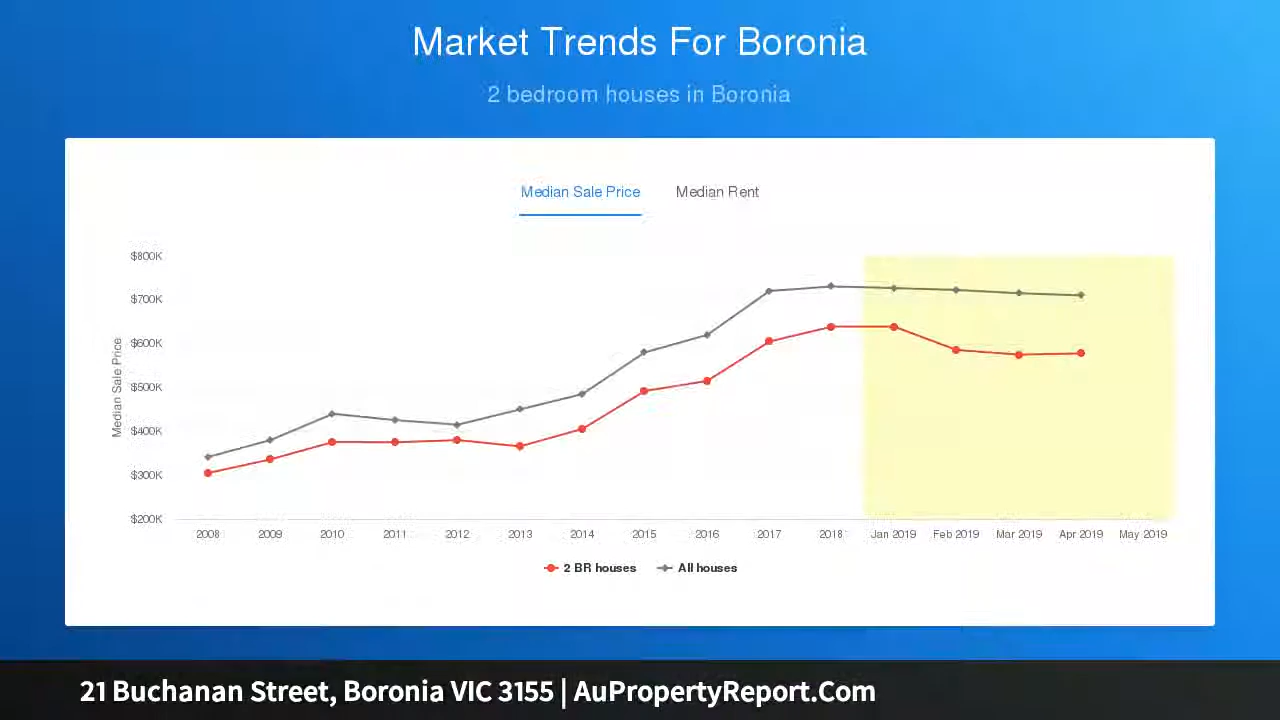 Market Trends For Boronia
2 bedroom houses in Boronia
Median Sale Price Median Rent
Median Sale Price
$800K
$700K
$600K
$500K
$400K
$300K
$200K
2008 2009 2010 2011 2012 2013 2014 2015 2016 2017 2018 Jan 2019 Feb 2019 Mar 2019 Apr 2019 May 2019
2 BR houses All houses
21 Buchanan Street, Boronia VIC 3155 | AuPropertyReport.Com